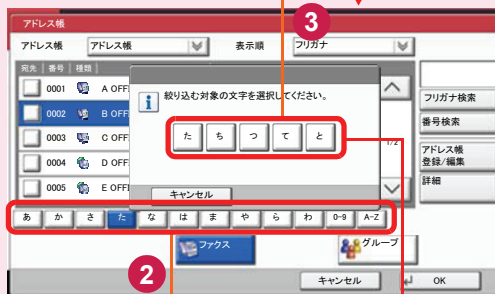 3
アドレス帳
アドレス帳 アドレス帳 表示順 フリガナ
宛先 番号 種類
0001 A OFF
0002 B OFF
0003 C OFF
0004 D OFF
0005 E OFF
絞り込む対象の文字を選択してください。
た ち つ て と
キャンセル
1/2
フリガナ検索
番号検索
アドレス帳
登録/編集
詳細
あ か さ た な は ま や ら わ 0-9 A-Z
2
ファクス グループ
キャンセル OK